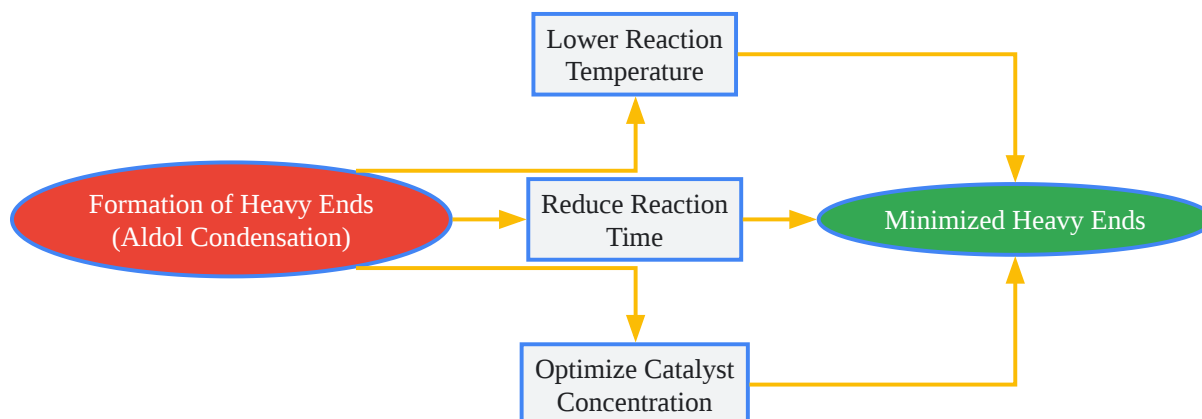 Lower Reaction
Temperature
Formation of Heavy Ends
(Aldol Condensation)
Reduce Reaction
Time
Minimized Heavy Ends
Optimize Catalyst
Concentration